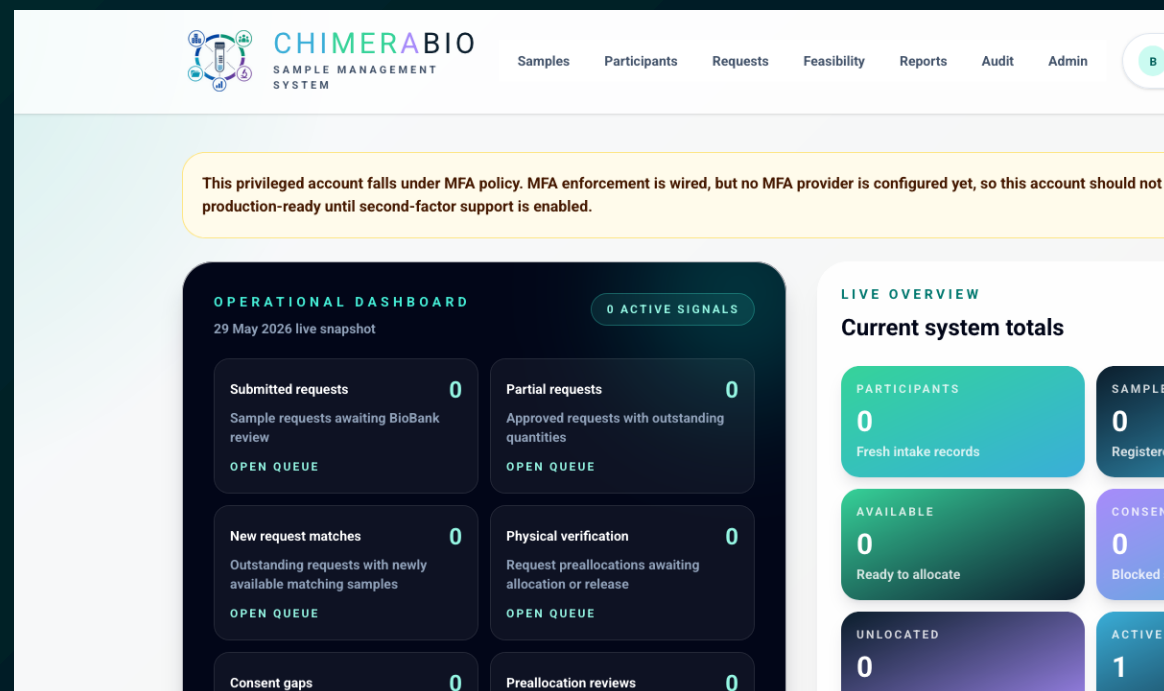 CHIMERABIO
SAMPLE MANAGEMENT
SYSTEM
Samples
Participants
Requests
Feasibility
Reports
Audit
Admin
B
This privileged account falls under MFA policy. MFA enforcement is wired, but no MFA provider is configured yet, so this account should not
production-ready until second-factor support is enabled.
OPERATIONAL DASHBOARD
29 May 2026 live snapshot
0 ACTIVE SIGNALS
Submitted requests
0
Sample requests awaiting BioBank
review
OPEN QUEUE
Partial requests
0
Approved requests with outstanding
quantities
OPEN QUEUE
New request matches
0
Outstanding requests with newly
available matching samples
OPEN QUEUE
Physical verification
0
Request preallocations awaiting
allocation or release
OPEN QUEUE
Consent gaps
0
Preallocation reviews
0
LIVE OVERVIEW
Current system totals
PARTICIPANTS
0
Fresh intake records
SAMPLE
0
Register
AVAILABLE
0
Ready to allocate
CONSEN
0
Blocked
UNLOCATED
0
ACTIVE
1